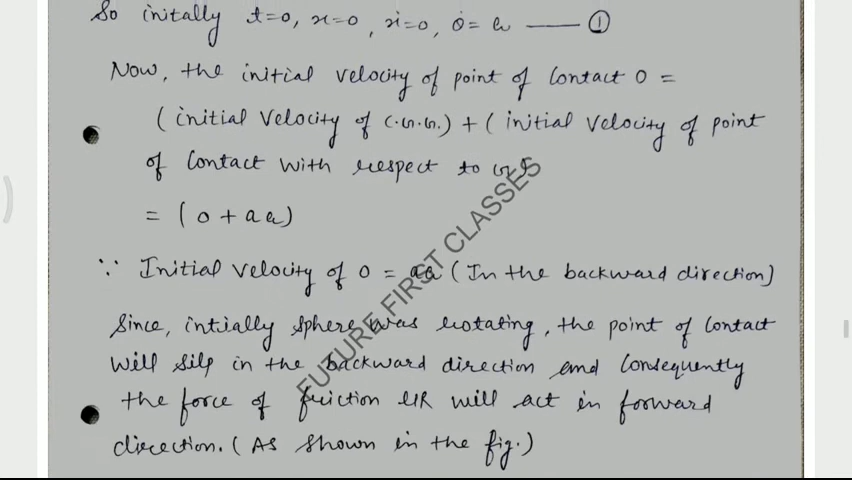 So initally t=0, x=0, ẋ=0, θ̇=ω —— ①
Now, the initial velocity of point of Contact O =
( initial Velocity of C.G.) + ( initial Velocity of point
of Contact with respect to G)
= ( 0 + aω)
∵ Initial velocity of O = aω ( In the backward direction)
Since, intially sphere was rotating, the point of Contact
will silp in the backward direction and Consequently
the force of friction μR will act in forward
direction. ( As Shown in the fig.)
FUTURE FIRST CLASSES